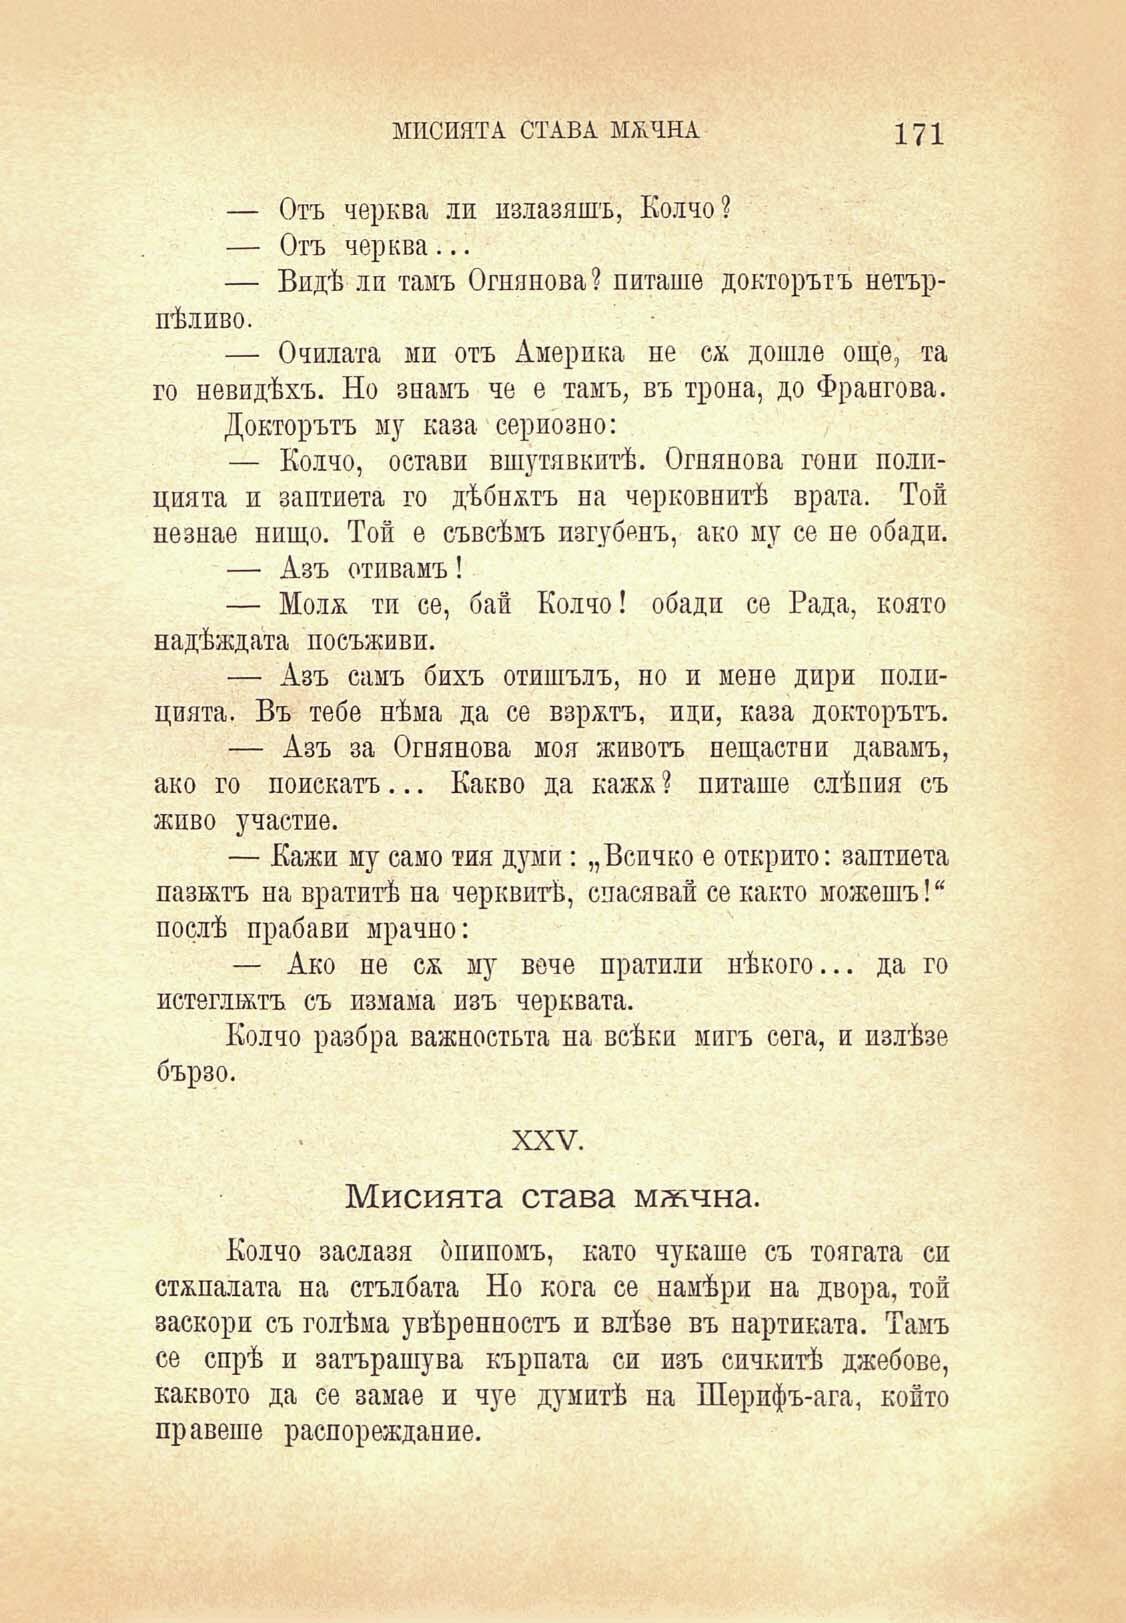 МИСИЯТА СТАВА МѪЧНА 171
— Отъ черква ли излазяшъ, Колчо?
— Отъ черква...
— Видѣ ли тамъ Огнянова? питаше докторътъ нетър-
пѣливо.
— Очилата ми отъ Америка не сѫ дошле още, та
го невидѣхъ. Но знамъ че е тамъ, въ трона, до Франгова.
Докторътъ му каза сериозно:
— Колчо, остави вшутявкитѣ. Огнянова гони поли-
цията и заптиета го дѣбнѫтъ на черковнитѣ врата. Той
незнае нищо. Той е съвсѣмъ изгубенъ, ако му се не обади.
— Азъ отивамъ!
— Молѫ ти се, бай Колчо! обади се Рада, която
надѣждата посъживи.
— Азъ самъ бихъ отишълъ, но и мене дири поли-
цията. Въ тебе нѣма да се взрѫтъ, иди, каза докторътъ.
— Азъ за Огнянова моя животъ нещастни давамъ,
ако го поискатъ... Какво да кажѫ? питаше слѣпия съ
живо участие.
— Кажи му само тия думи: „Всичко е открито: заптиета
пазѭтъ на вратитѣ на черквитѣ, спасявай се както можешъ!“
послѣ прабави мрачно:
— Ако не сѫ му вече пратили нѣкого... да го
истеглѭтъ съ измама изъ черквата.
Колчо разбра важностьта на всѣки мигъ сега, и излѣзе
бързо.
XXV.
Мисията става мѫчна.
Колчо заслазя опипомъ, като чукаше съ тоягата си
стѫпалата на стълбата Но кога се намѣри на двора, той
заскори съ голѣма увѣренность и влѣзе въ нартиката. Тамъ
се спрѣ и затърашува кърпата си изъ сичкитѣ джебове,
каквото да се замае и чуе думитѣ на Шерифъ-ага, който
правеше распореждание.